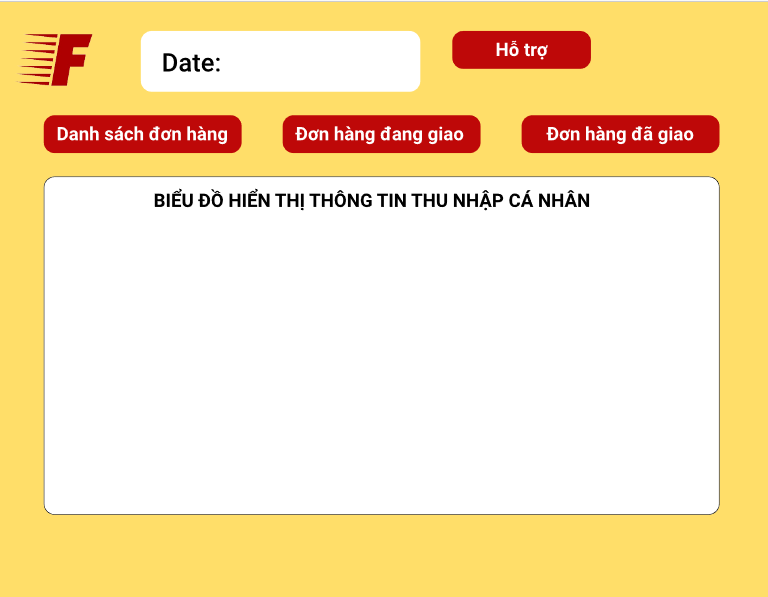 F
Date:
Hỗ trợ
Danh sách đơn hàng
Đơn hàng đang giao
Đơn hàng đã giao
BIỂU ĐỒ HIỂN THỊ THÔNG TIN THU NHẬP CÁ NHÂN